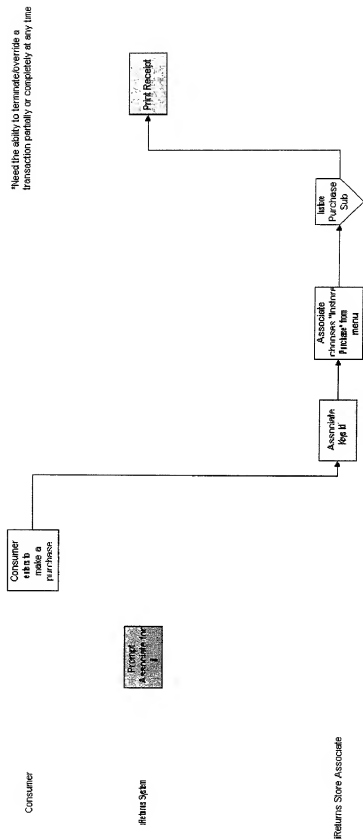 *Need the ability to terminate/override a
transaction partially or completely at any time
Consumer
Consumer
enters to
make a
purchase
iReturns System
Prompt
Associate for
Print Receipt
iReturns Store Associate
Associate
Keys Id
Associate
chooses "Instore
Purchase" from
menu
Instore
Purchase
Sub